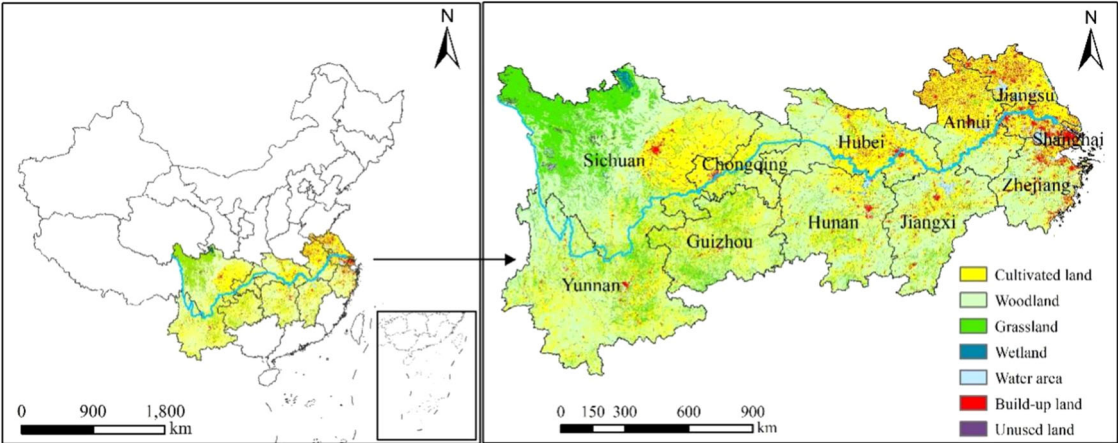 N
0 900 1,800
km
N
Jiangsu
Anhui
Hubei
Shanghai
Sichuan
Chongqing
Zhejiang
Hunan
Jiangxi
Guizhou
Yunnan
Cultivated land
Woodland
Grassland
Wetland
Water area
Build-up land
Unused land
0 150 300 600 900
km